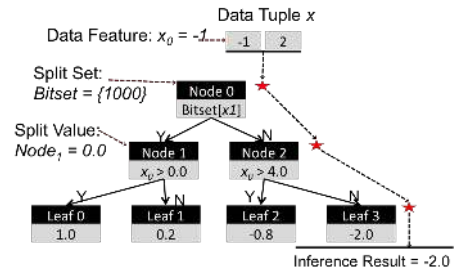 Data Tuple x
Data Feature: x0 = -1
-1 2
Split Set:
Bitset = {1000}
Node 0
Bitset[x1]
Split Value:
Node1 = 0.0
Y N
Node 1 Node 2
x0 > 0.0 x0 > 4.0
Y N Y N
Leaf 0 Leaf 1 Leaf 2 Leaf 3
1.0 0.2 -0.8 -2.0
Inference Result = -2.0